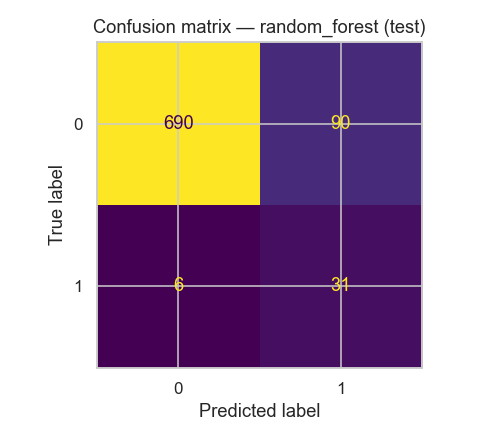 Confusion matrix — random_forest (test)
True label
0
690
90
1
6
31
0
1
Predicted label